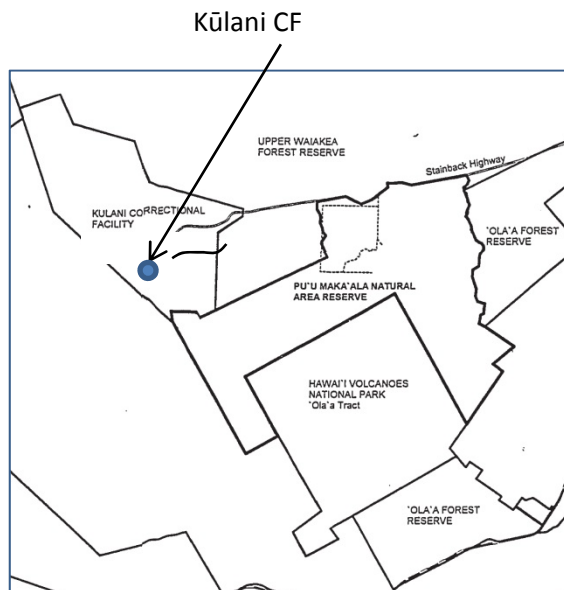 Kūlani CF
UPPER WAIAKEA
FOREST RESERVE
Stainback Highway
KULANI CORRECTIONAL
FACILITY
'OLA'A FOREST
RESERVE
PU'U MAKA'ALA NATURAL
AREA RESERVE
HAWAI'I VOLCANOES
NATIONAL PARK
'Ola'a Tract
'OLA'A FOREST
RESERVE